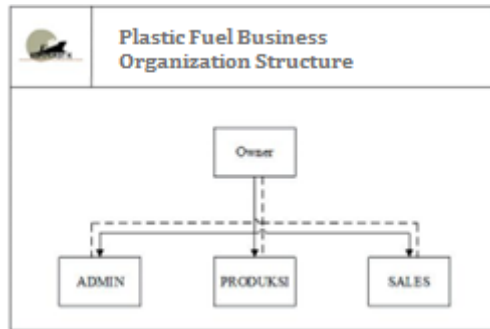 Plastic Fuel Business
Organization Structure
Owner
ADMIN
PRODUKSI
SALES